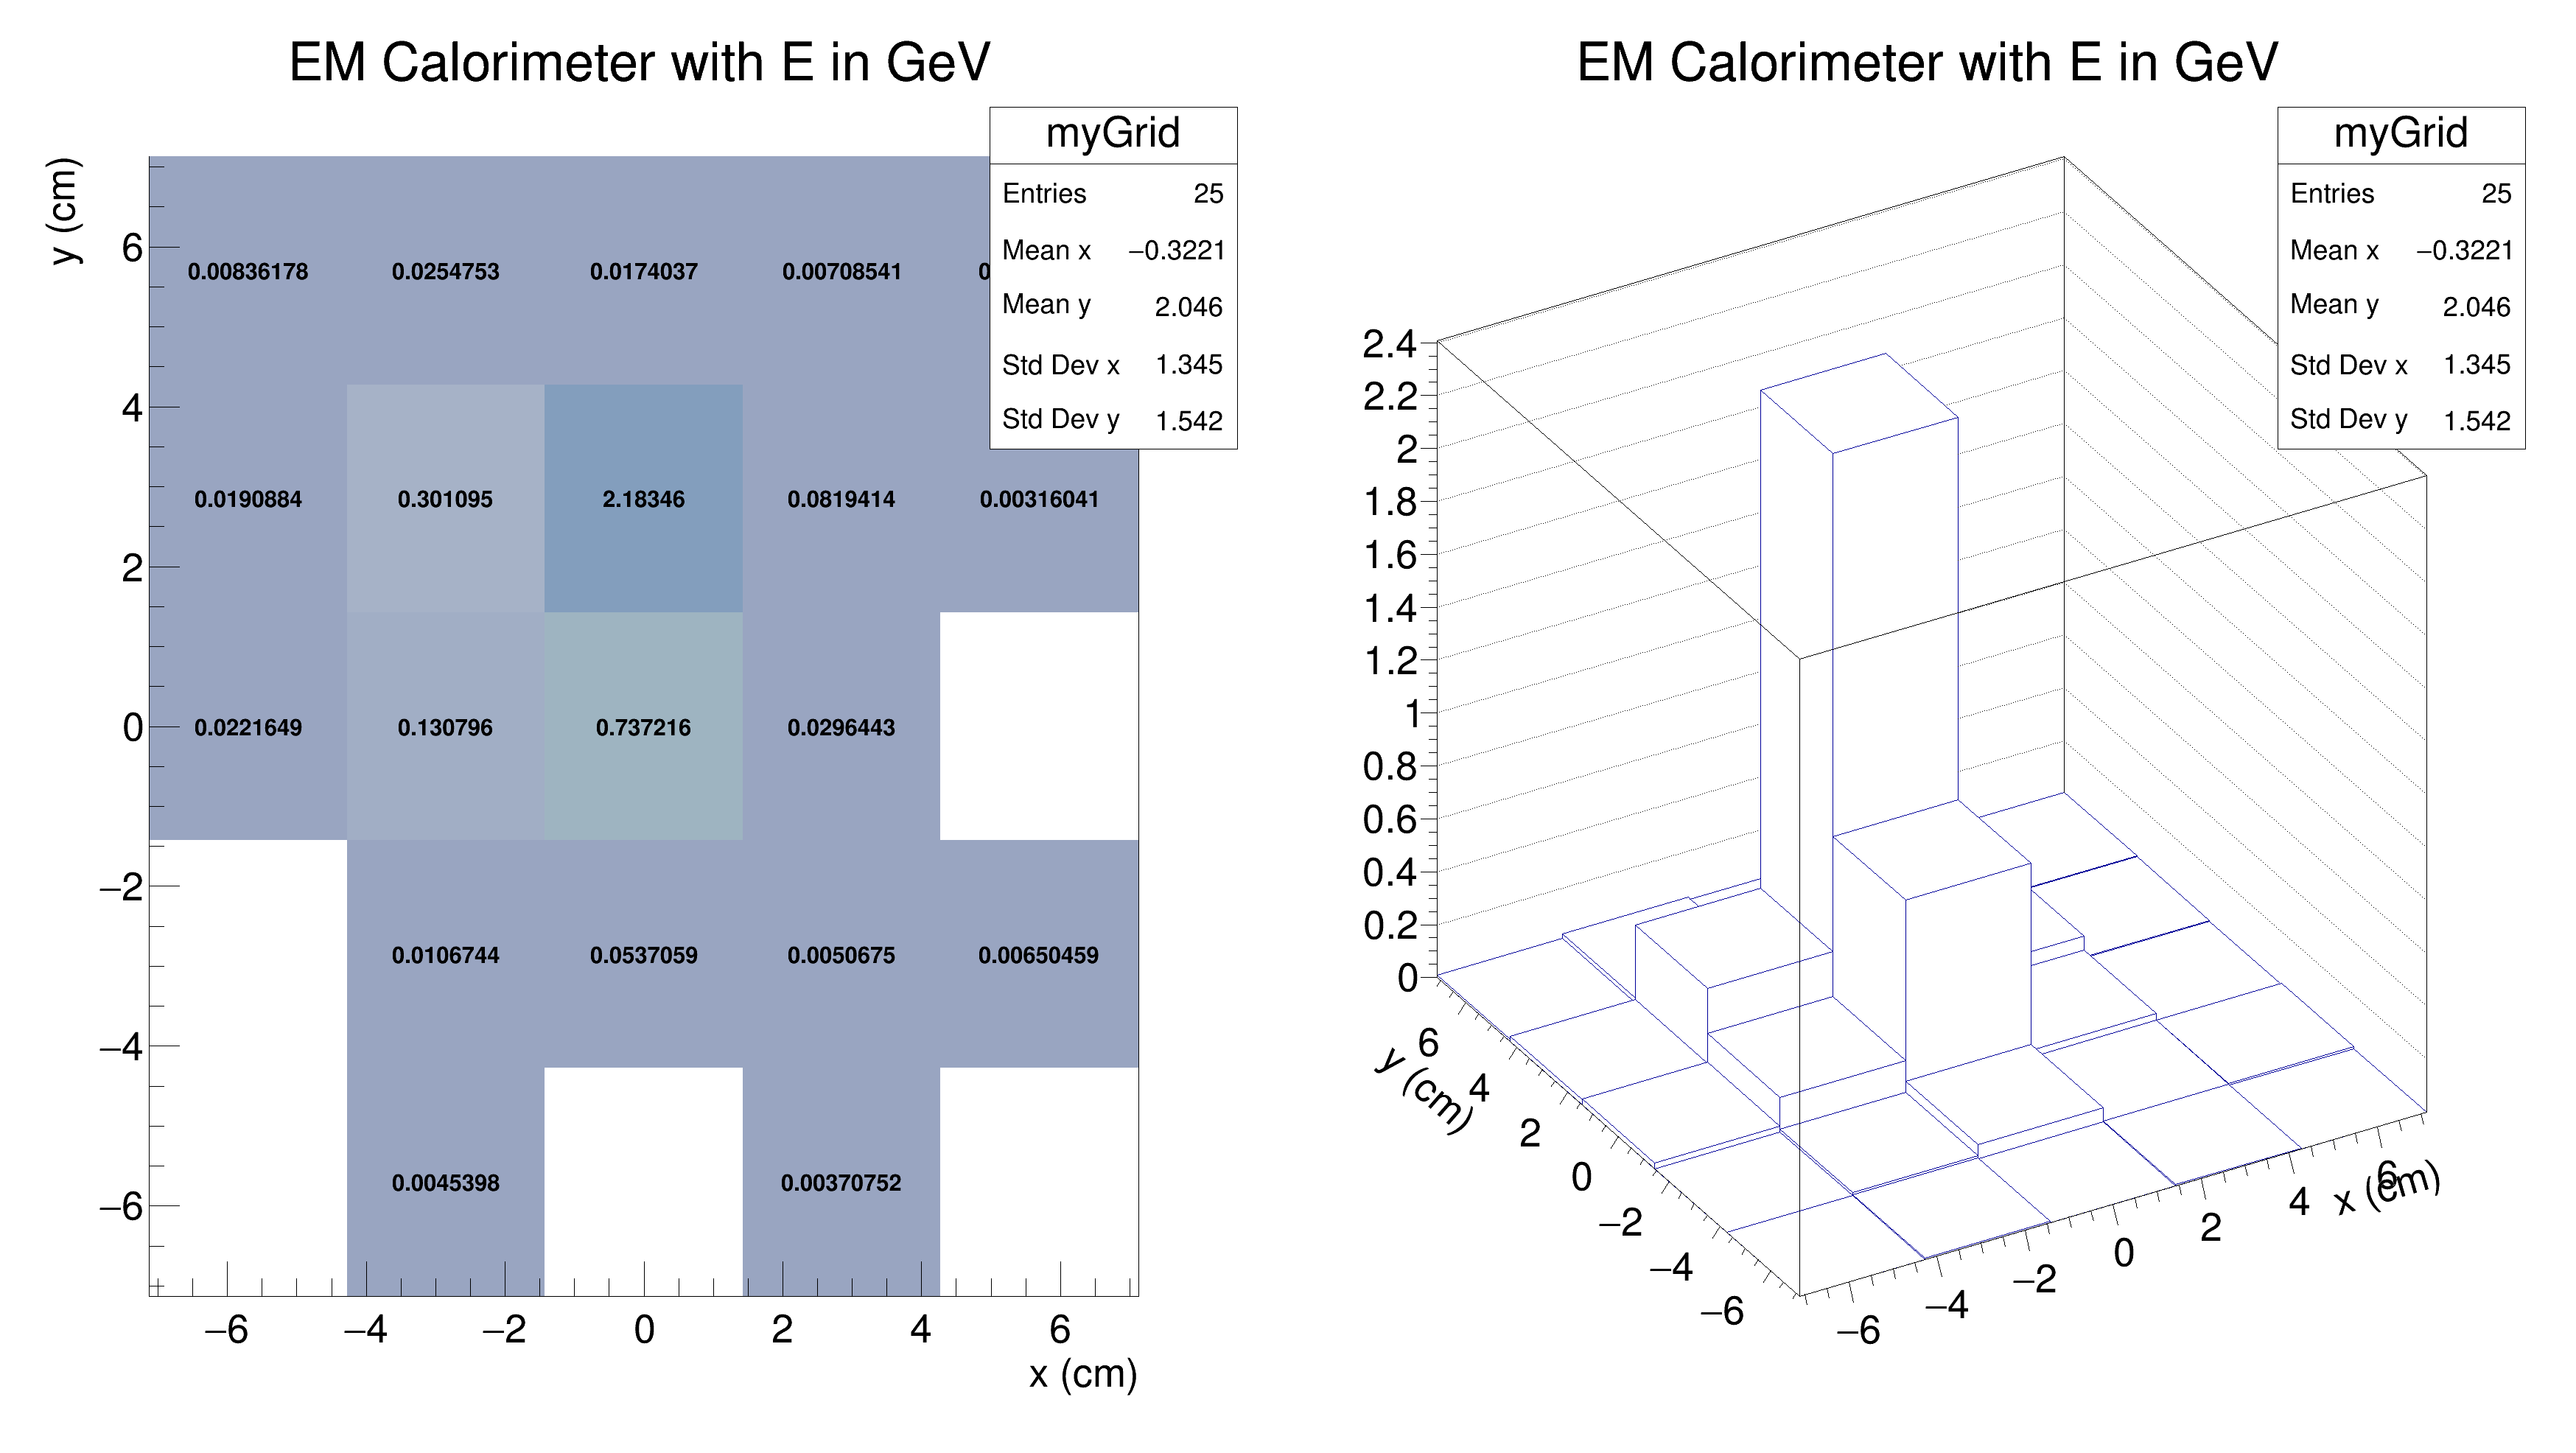 EM Calorimeter with E in GeV
myGrid
Entries 25
Mean x −0.3221
Mean y 2.046
Std Dev x 1.345
Std Dev y 1.542
y (cm)
6
4
2
0
−2
−4
−6
0.00836178 0.0254753 0.0174037 0.00708541
0.0190884 0.301095 2.18346 0.0819414 0.00316041
0.0221649 0.130796 0.737216 0.0296443
0.0106744 0.0537059 0.0050675 0.00650459
0.0045398 0.00370752
−6 −4 −2 0 2 4 6
x (cm)
EM Calorimeter with E in GeV
myGrid
Entries 25
Mean x −0.3221
Mean y 2.046
Std Dev x 1.345
Std Dev y 1.542
2.4
2.2
2
1.8
1.6
1.4
1.2
1
0.8
0.6
0.4
0.2
0
6
4
2
0
−2
−4
−6
y (cm)
−6
−4
−2
0
2
4
6
x (cm)